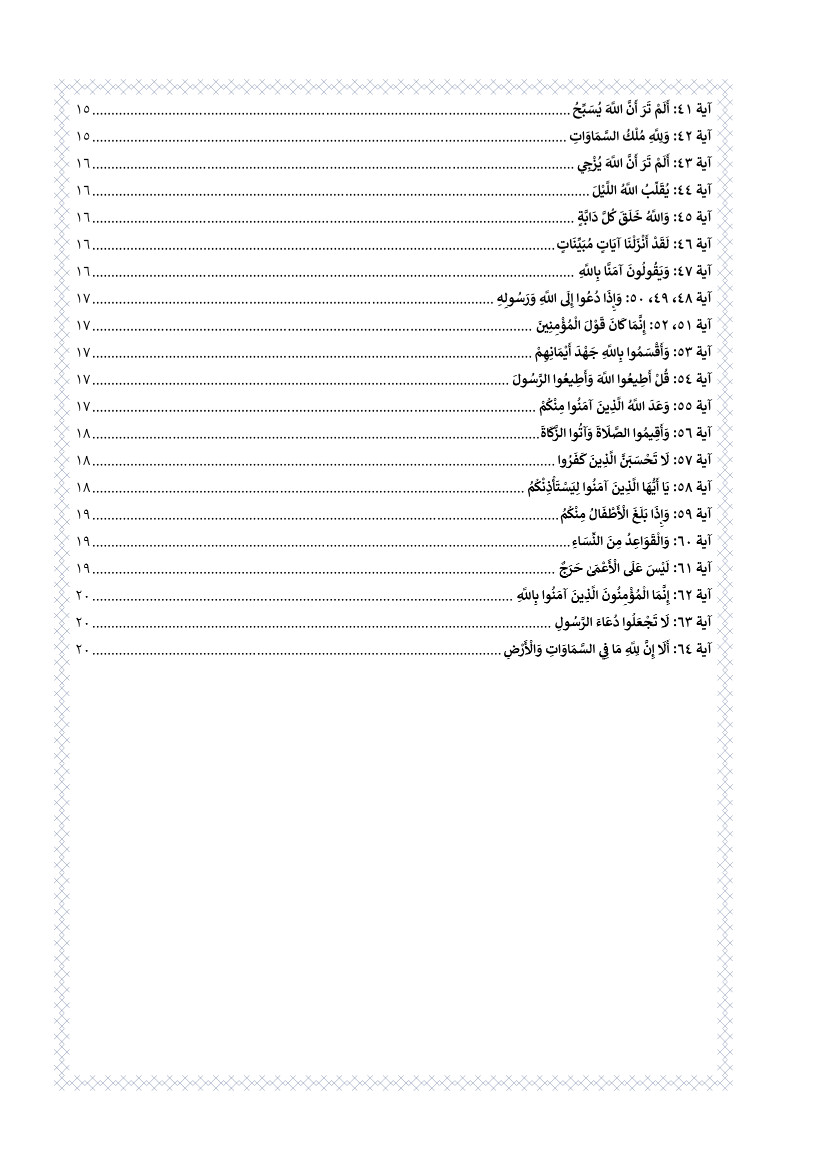 آية ٤١: أَلَمْ تَرَ أَنَّ اللَّهَ يُسَبِّحُ ........ ١٥
آية ٤٢: وَلِلَّهِ مُلْكُ السَّمَاوَاتِ ........ ١٥
آية ٤٣: أَلَمْ تَرَ أَنَّ اللَّهَ يُزْجِي ........ ١٦
آية ٤٤: يُقَلِّبُ اللَّهُ اللَّيْلَ ........ ١٦
آية ٤٥: وَاللَّهُ خَلَقَ كُلَّ دَابَّةٍ ........ ١٦
آية ٤٦: لَقَدْ أَنْزَلْنَا آيَاتٍ مُبَيِّنَاتٍ ........ ١٦
آية ٤٧: وَيَقُولُونَ آمَنَّا بِاللَّهِ ........ ١٦
آية ٤٨، ٤٩، ٥٠: وَإِذَا دُعُوا إِلَى اللَّهِ وَرَسُولِهِ ........ ١٧
آية ٥١، ٥٢: إِنَّمَا كَانَ قَوْلَ الْمُؤْمِنِينَ ........ ١٧
آية ٥٣: وَأَقْسَمُوا بِاللَّهِ جَهْدَ أَيْمَانِهِمْ ........ ١٧
آية ٥٤: قُلْ أَطِيعُوا اللَّهَ وَأَطِيعُوا الرَّسُولَ ........ ١٧
آية ٥٥: وَعَدَ اللَّهُ الَّذِينَ آمَنُوا مِنْكُمْ ........ ١٧
آية ٥٦: وَأَقِيمُوا الصَّلَاةَ وَآتُوا الزَّكَاةَ ........ ١٨
آية ٥٧: لَا تَحْسَبَنَّ الَّذِينَ كَفَرُوا ........ ١٨
آية ٥٨: يَا أَيُّهَا الَّذِينَ آمَنُوا لِيَسْتَأْذِنْكُمُ ........ ١٨
آية ٥٩: وَإِذَا بَلَغَ الْأَطْفَالُ مِنْكُمُ ........ ١٩
آية ٦٠: وَالْقَوَاعِدُ مِنَ النِّسَاءِ ........ ١٩
آية ٦١: لَيْسَ عَلَى الْأَعْمَىٰ حَرَجٌ ........ ١٩
آية ٦٢: إِنَّمَا الْمُؤْمِنُونَ الَّذِينَ آمَنُوا بِاللَّهِ ........ ٢٠
آية ٦٣: لَا تَجْعَلُوا دُعَاءَ الرَّسُولِ ........ ٢٠
آية ٦٤: أَلَا إِنَّ لِلَّهِ مَا فِي السَّمَاوَاتِ وَالْأَرْضِ ........ ٢٠